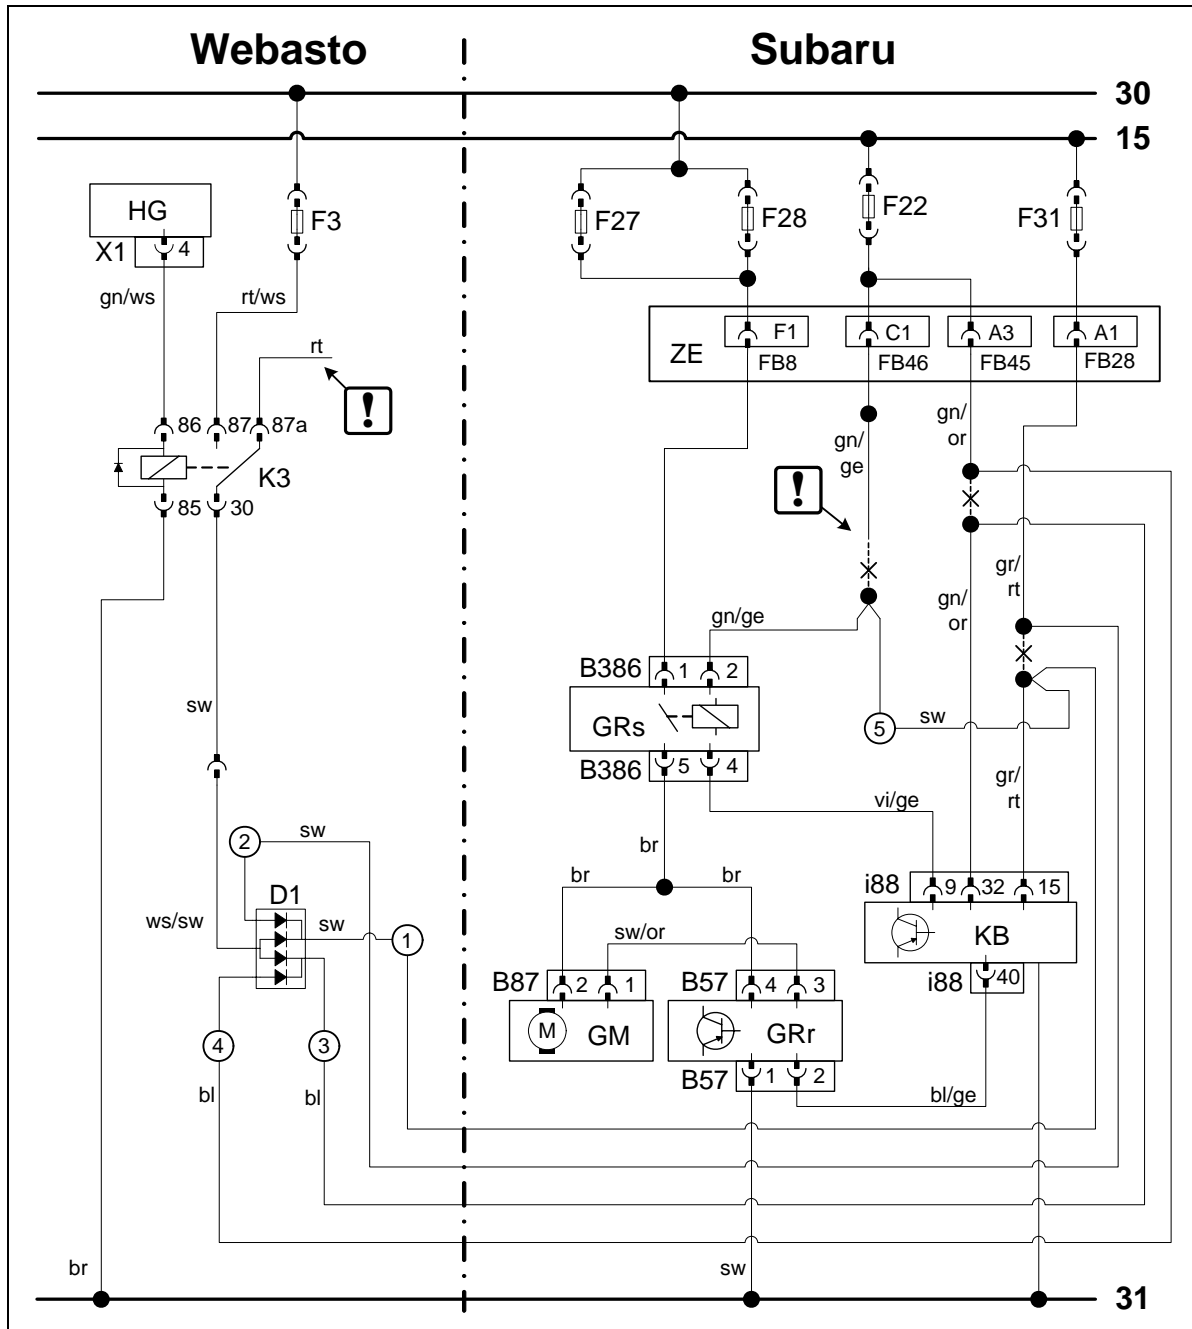 Webasto
Subaru
30
15
HG
F3
F27
F28
F22
F31
X1
4
gn/ws
rt/ws
F1
C1
A3
A1
ZE
FB8
FB46
FB45
FB28
rt
!
86
87
87a
gn/
ge
gn/
or
K3
85
30
!
gr/
rt
gn/
or
gn/ge
B386
1
2
sw
GRs
5
sw
B386
5
4
gr/
rt
vi/ge
2
sw
br
br
br
i88
9
32
15
D1
ws/sw
sw
1
sw/or
KB
B87
2
1
B57
4
3
i88
40
M
GM
GRr
4
3
B57
1
2
bl
bl
bl/ge
br
sw
31